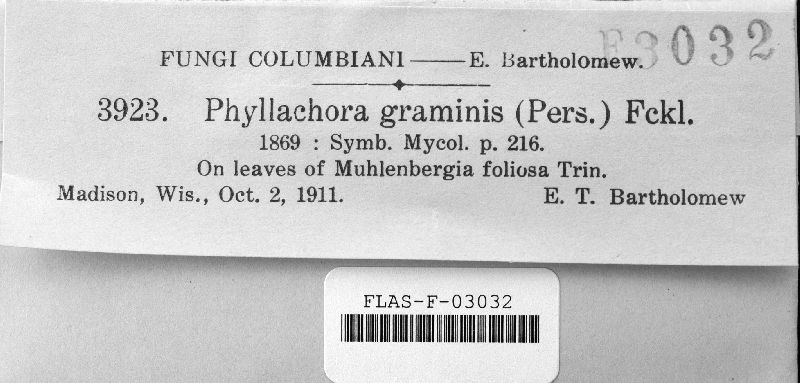 FUNGI COLUMBIANI —— E. Bartholomew.
F3032
3923. Phyllachora graminis (Pers.) Fckl.
1869 : Symb. Mycol. p. 216.
On leaves of Muhlenbergia foliosa Trin.
Madison, Wis., Oct. 2, 1911. E. T. Bartholomew
FLAS-F-03032